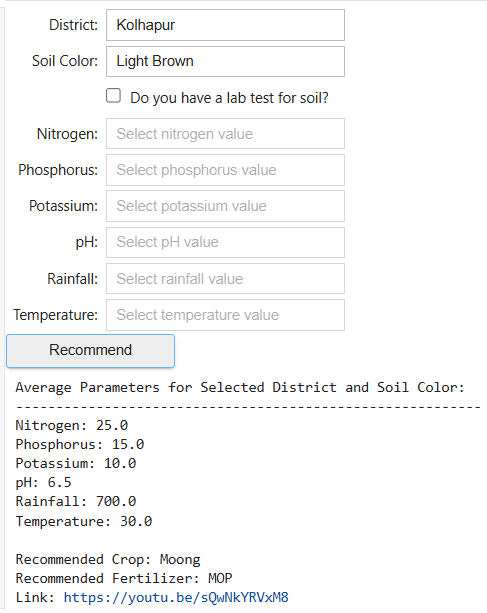 District: Kolhapur
Soil Color: Light Brown
Do you have a lab test for soil?
Nitrogen: Select nitrogen value
Phosphorus: Select phosphorus value
Potassium: Select potassium value
pH: Select pH value
Rainfall: Select rainfall value
Temperature: Select temperature value
Recommend
Average Parameters for Selected District and Soil Color:
----------------------------------------------------------
Nitrogen: 25.0
Phosphorus: 15.0
Potassium: 10.0
pH: 6.5
Rainfall: 700.0
Temperature: 30.0
Recommended Crop: Moong
Recommended Fertilizer: MOP
Link: https://youtu.be/sQwNkYRVxM8